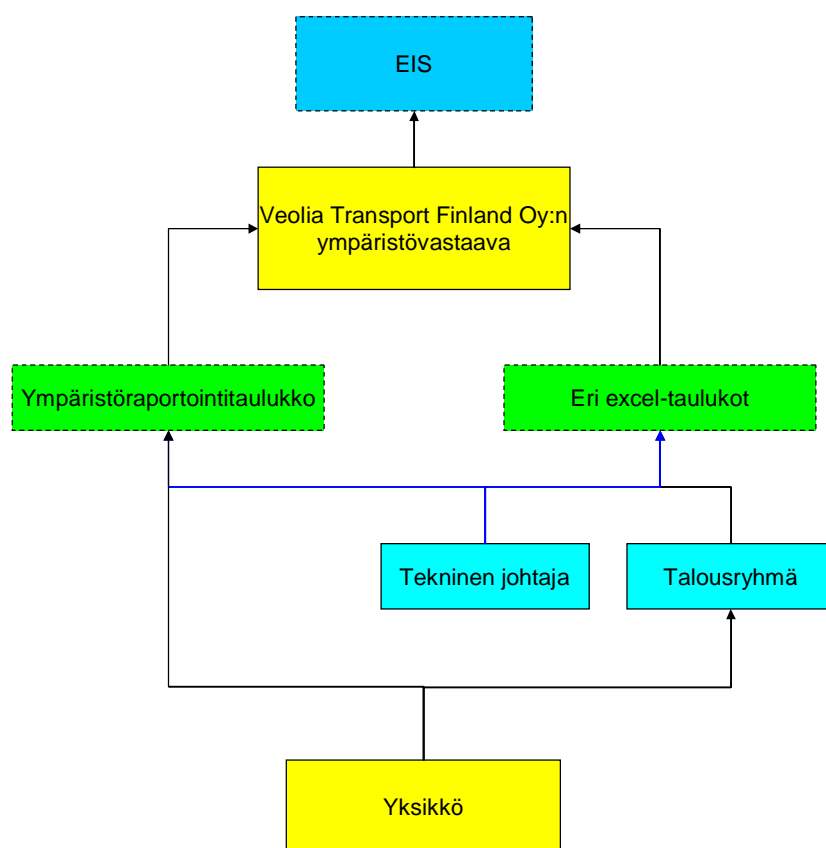 EIS
Veolia Transport Finland Oy:n
ympäristövastaava
Ympäristöraportointitaulukko
Eri excel-taulukot
Tekninen johtaja
Talousryhmä
Yksikkö